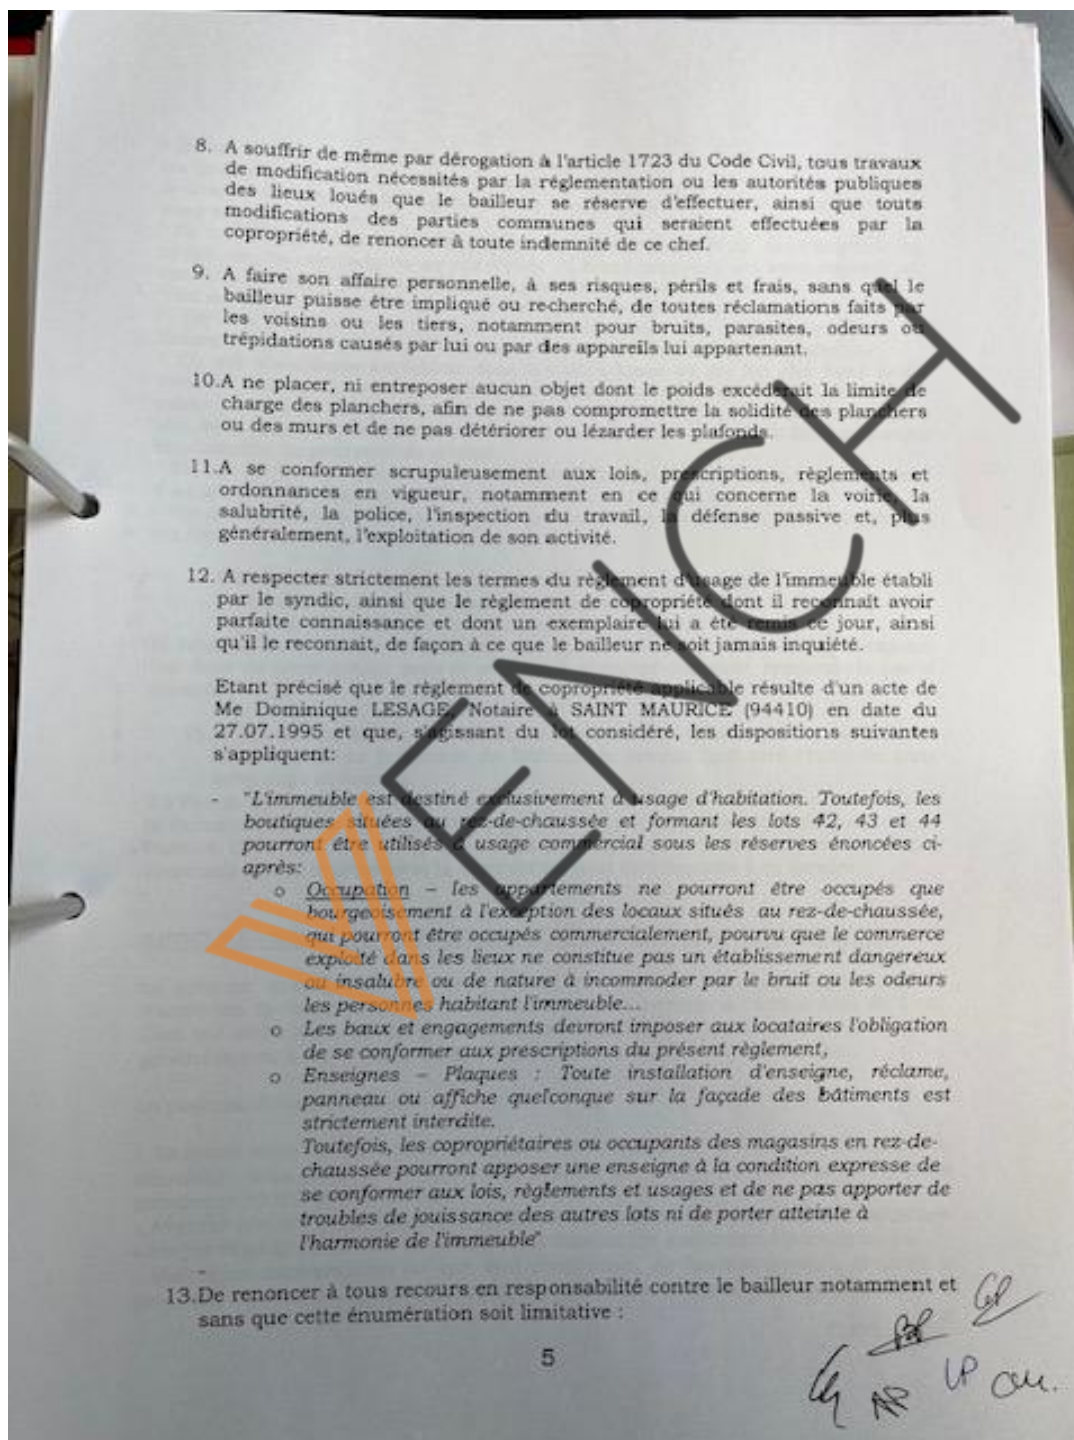 8. A souffrir de même par dérogation à l'article 1723 du Code Civil, tous travaux
de modification nécessités par la réglementation ou les autorités publiques
des lieux loués que le bailleur se réserve d'effectuer, ainsi que touts
modifications des parties communes qui seraient effectuées par la
copropriété, de renoncer à toute indemnité de ce chef.
9. A faire son affaire personnelle, à ses risques, périls et frais, sans quel le
bailleur puisse être impliqué ou recherché, de toutes réclamations faits par
les voisins ou les tiers, notamment pour bruits, parasites, odeurs ou
trépidations causés par lui ou par des appareils lui appartenant.
10.A ne placer, ni entreposer aucun objet dont le poids excéderait la limite de
charge des planchers, afin de ne pas compromettre la solidité des planchers
ou des murs et de ne pas détériorer ou lézarder les plafonds.
11.A se conformer scrupuleusement aux lois, prescriptions, règlements et
ordonnances en vigueur, notamment en ce qui concerne la voirie, la
salubrité, la police, l'inspection du travail, la défense passive et, plus
généralement, l'exploitation de son activité.
12. A respecter strictement les termes du règlement d'usage de l'immeuble établi
par le syndic, ainsi que le règlement de copropriété dont il reconnaît avoir
parfaite connaissance et dont un exemplaire lui a été remis ce jour, ainsi
qu'il le reconnait, de façon à ce que le bailleur ne soit jamais inquiété.
Etant précisé que le règlement de copropriété applicable résulte d'un acte de
Me Dominique LESAGE, Notaire à SAINT MAURICE (94410) en date du
27.07.1995 et que, s'agissant du lot considéré, les dispositions suivantes
s'appliquent:
- "L'immeuble est destiné exclusivement à usage d'habitation. Toutefois, les
boutiques situées au rez-de-chaussée et formant les lots 42, 43 et 44
pourront être utilisés à usage commercial sous les réserves énoncées ci-
après:
o Occupation – les appartements ne pourront être occupés que
bourgeoisement à l'exception des locaux situés au rez-de-chaussée,
qui pourront être occupés commercialement, pourvu que le commerce
exploité dans les lieux ne constitue pas un établissement dangereux
ou insalubre ou de nature à incommoder par le bruit ou les odeurs
les personnes habitant l'immeuble...
o Les baux et engagements devront imposer aux locataires l'obligation
de se conformer aux prescriptions du présent règlement,
o Enseignes – Plaques : Toute installation d'enseigne, réclame,
panneau ou affiche quelconque sur la façade des bâtiments est
strictement interdite.
Toutefois, les copropriétaires ou occupants des magasins en rez-de-
chaussée pourront apposer une enseigne à la condition expresse de
se conformer aux lois, règlements et usages et de ne pas apporter de
troubles de jouissance des autres lots ni de porter atteinte à
l'harmonie de l'immeuble"
13.De renoncer à tous recours en responsabilité contre le bailleur notamment et
sans que cette énumération soit limitative :
5
VENCH